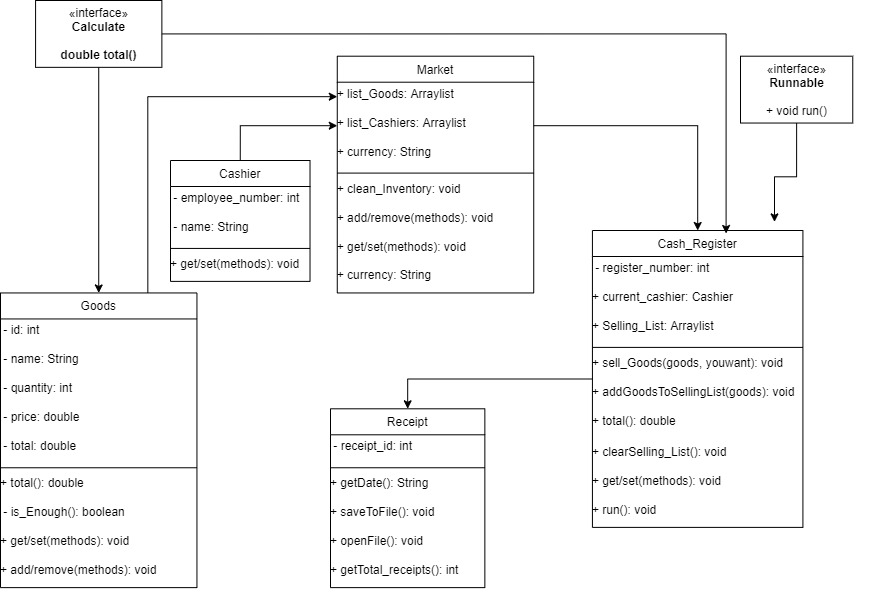 «interface»
Calculate
double total()
Market
+ list_Goods: Arraylist
+ list_Cashiers: Arraylist
+ currency: String
+ clean_Inventory: void
+ add/remove(methods): void
+ get/set(methods): void
+ currency: String
«interface»
Runnable
+ void run()
Cashier
- employee_number: int
- name: String
+ get/set(methods): void
Cash_Register
- register_number: int
+ current_cashier: Cashier
+ Selling_List: Arraylist
+ sell_Goods(goods, youwant): void
+ addGoodsToSellingList(goods): void
+ total(): double
+ clearSelling_List(): void
+ get/set(methods): void
+ run(): void
Goods
- id: int
- name: String
- quantity: int
- price: double
- total: double
+ total(): double
- is_Enough(): boolean
+ get/set(methods): void
+ add/remove(methods): void
Receipt
- receipt_id: int
+ getDate(): String
+ saveToFile(): void
+ openFile(): void
+ getTotal_receipts(): int